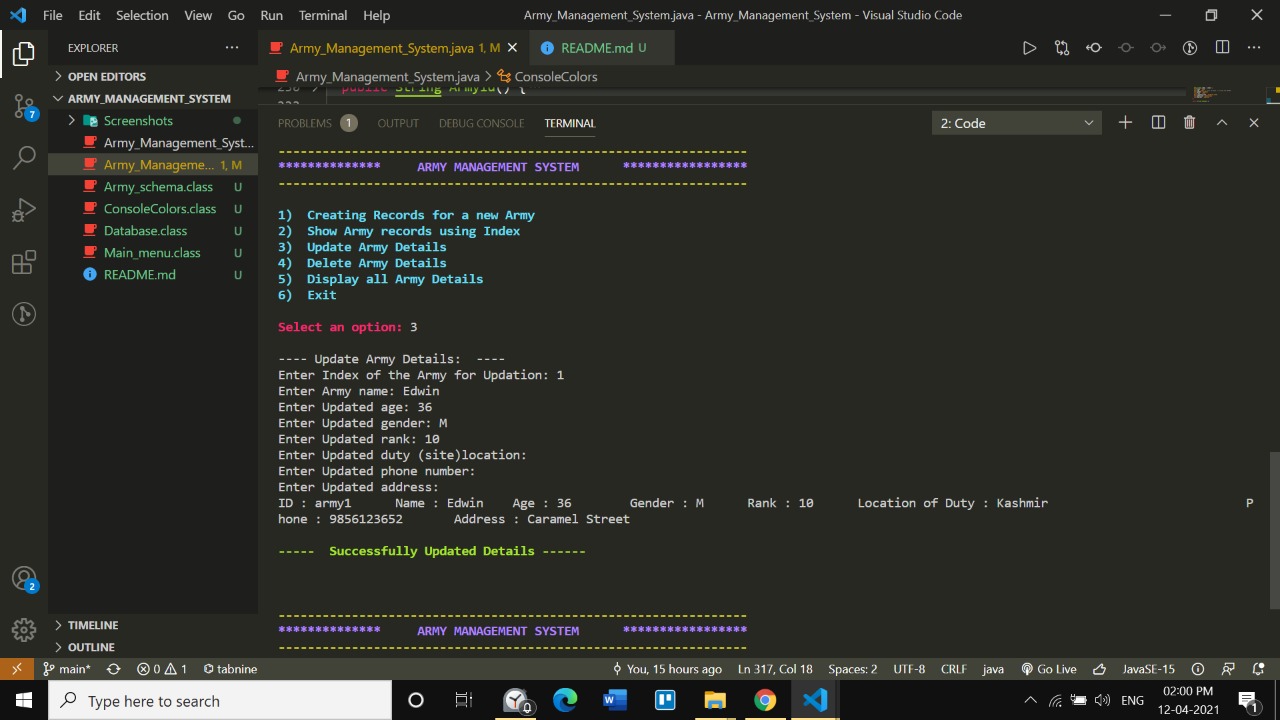 File Edit Selection View Go Run Terminal Help Army_Management_System.java - Army_Management_System - Visual Studio Code
EXPLORER ...
Army_Management_System.java 1, M README.md U
OPEN EDITORS
Army_Management_System.java > ConsoleColors
public String ArmyId() {
ARMY_MANAGEMENT_SYSTEM
Screenshots
Army_Management_Syst...
Army_Manageme... 1, M
Army_schema.class U
ConsoleColors.class U
Database.class U
Main_menu.class U
README.md U
7
PROBLEMS 1 OUTPUT DEBUG CONSOLE TERMINAL 2: Code
----------------------------------------------------------------
************** ARMY MANAGEMENT SYSTEM *****************
----------------------------------------------------------------
1) Creating Records for a new Army
2) Show Army records using Index
3) Update Army Details
4) Delete Army Details
5) Display all Army Details
6) Exit
Select an option: 3
---- Update Army Details: ----
Enter Index of the Army for Updation: 1
Enter Army name: Edwin
Enter Updated age: 36
Enter Updated gender: M
Enter Updated rank: 10
Enter Updated duty (site)location:
Enter Updated phone number:
Enter Updated address:
ID : army1 Name : Edwin Age : 36 Gender : M Rank : 10 Location of Duty : Kashmir P
hone : 9856123652 Address : Caramel Street
----- Successfully Updated Details ------
----------------------------------------------------------------
************** ARMY MANAGEMENT SYSTEM *****************
----------------------------------------------------------------
2
TIMELINE
OUTLINE
main* 0 1 tabnine You, 15 hours ago Ln 317, Col 18 Spaces: 2 UTF-8 CRLF java Go Live JavaSE-15
Type here to search
ENG
02:00 PM
12-04-2021
1